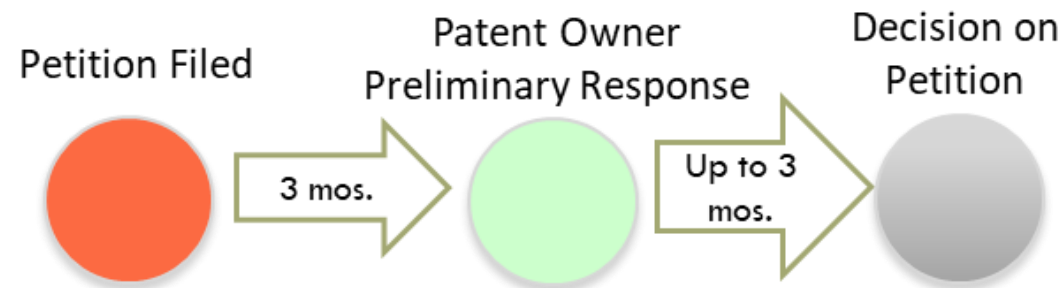 Petition Filed
3 mos.
Patent Owner
Preliminary Response
Up to 3
mos.
Decision on
Petition